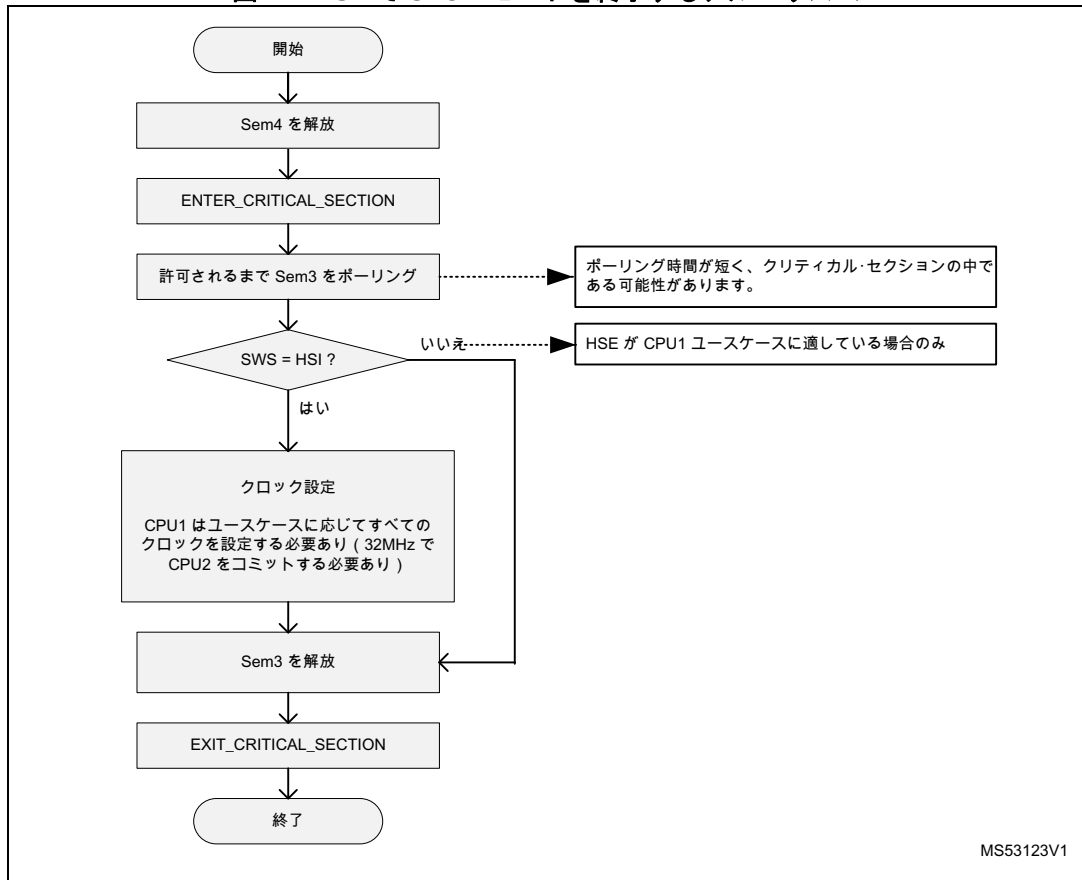 開始
Sem4 を解放
ENTER_CRITICAL_SECTION
許可されるまで Sem3 をポーリング
ポーリング時間が短く、クリティカル･セクションの中で
ある可能性があります。
SWS = HSI ?
いいえ
HSE が CPU1 ユースケースに適している場合のみ
はい
クロック設定
CPU1 はユースケースに応じてすべての
クロックを設定する必要あり ( 32MHz で
CPU2 をコミットする必要あり )
Sem3 を解放
EXIT_CRITICAL_SECTION
終了
MS53123V1